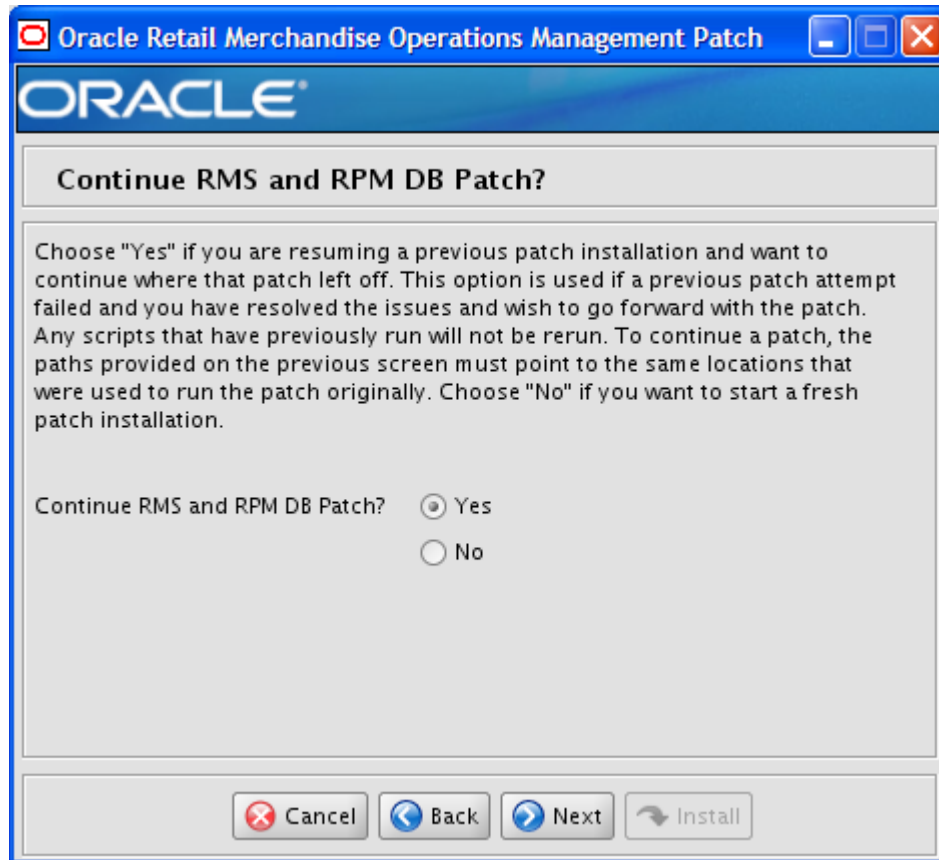 Oracle Retail Merchandise Operations Management Patch
ORACLE®
Continue RMS and RPM DB Patch?
Choose "Yes" if you are resuming a previous patch installation and want to
continue where that patch left off. This option is used if a previous patch attempt
failed and you have resolved the issues and wish to go forward with the patch.
Any scripts that have previously run will not be rerun. To continue a patch, the
paths provided on the previous screen must point to the same locations that
were used to run the patch originally. Choose "No" if you want to start a fresh
patch installation.
Continue RMS and RPM DB Patch? Yes
No
Cancel Back Next Install